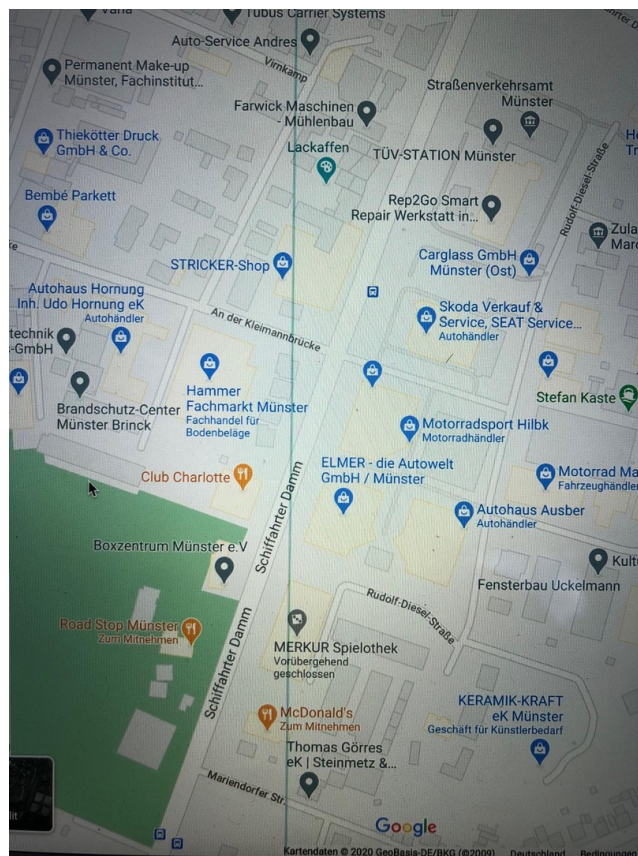 Varia
Tubus Carrier Systems
Auto-Service Andres
Virnkamp
Permanent Make-up
Münster, Fachinstitut...
Straßenverkehrsamt
Münster
Farwick Maschinen
- Mühlenbau
Thiekötter Druck
GmbH & Co.
Lackaffen
TÜV-STATION Münster
Rudolf-Diesel-Straße
Bembé Parkett
Rep2Go Smart
Repair Werkstatt in...
STRICKER-Shop
Carglass GmbH
Münster (Ost)
Autohaus Hornung
Inh. Udo Hornung eK
Autohändler
An der Kleimannbrücke
Skoda Verkauf &
Service, SEAT Service...
Autohändler
technik
-GmbH
Hammer
Fachmarkt Münster
Fachhandel für
Bodenbeläge
Brandschutz-Center
Münster Brinck
Stefan Kaste
Motorradsport Hilbk
Motorradhändler
Club Charlotte
ELMER - die Autowelt
GmbH / Münster
Motorrad Ma
Fahrzeughändler
Schiffahrter Damm
Autohaus Ausber
Autohändler
Boxzentrum Münster e.V
Fensterbau Uckelmann
Rudolf-Diesel-Straße
Road Stop Münster
Zum Mitnehmen
Schiffahrter Damm
MERKUR Spielothek
Vorübergehend
geschlossen
McDonald's
Zum Mitnehmen
KERAMIK-KRAFT
eK Münster
Geschäft für Künstlerbedarf
Thomas Görres
eK | Steinmetz &...
Mariendorfer Str.
Google
Kartendaten © 2020 GeoBasis-DE/BKG (©2009) Deutschland Bedingungen